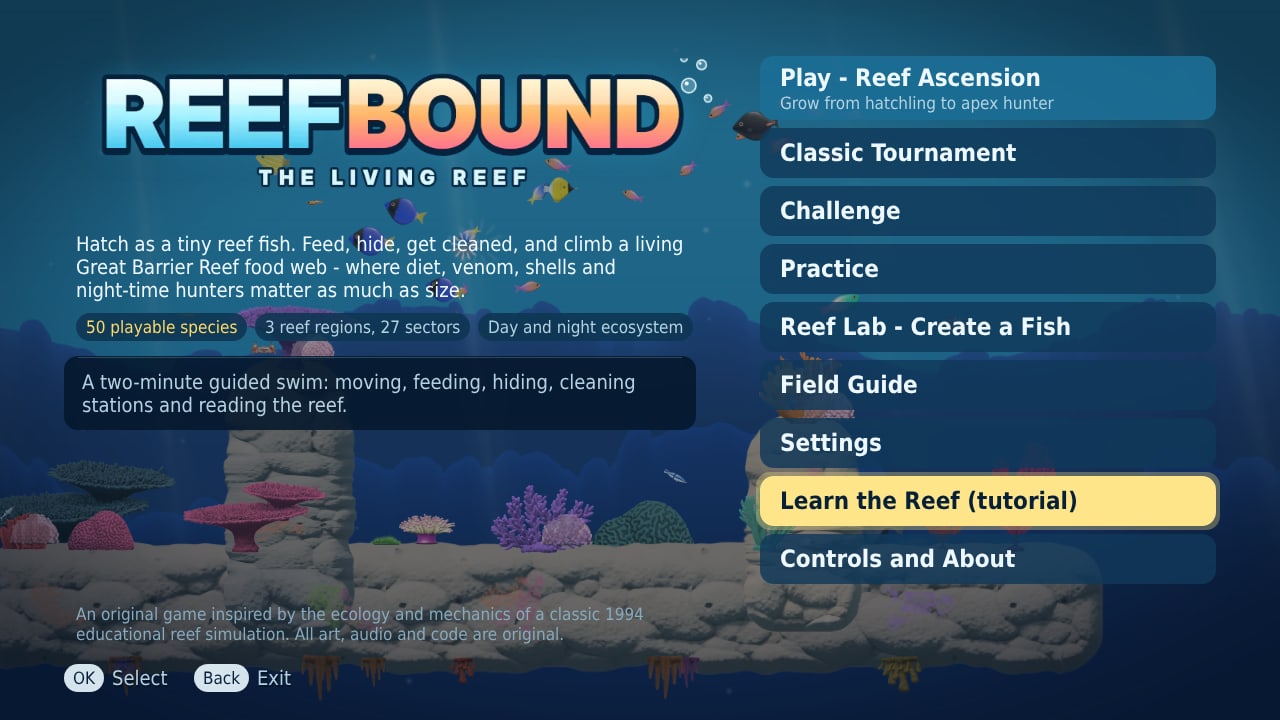 REEFBOUND
THE LIVING REEF
Hatch as a tiny reef fish. Feed, hide, get cleaned, and climb a living
Great Barrier Reef food web - where diet, venom, shells and
night-time hunters matter as much as size.
50 playable species
3 reef regions, 27 sectors
Day and night ecosystem
A two-minute guided swim: moving, feeding, hiding, cleaning
stations and reading the reef.
An original game inspired by the ecology and mechanics of a classic 1994
educational reef simulation. All art, audio and code are original.
OK Select
Back Exit
Play - Reef Ascension
Grow from hatchling to apex hunter
Classic Tournament
Challenge
Practice
Reef Lab - Create a Fish
Field Guide
Settings
Learn the Reef (tutorial)
Controls and About